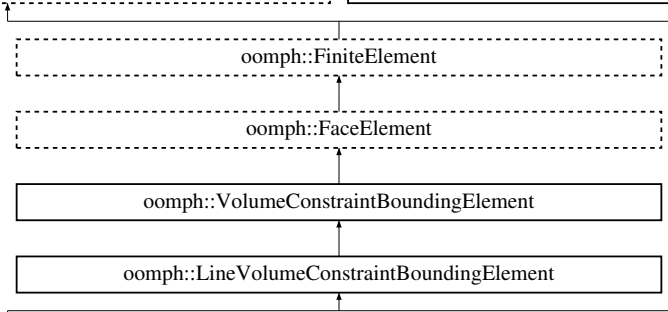 oomph::FiniteElement
oomph::FaceElement
oomph::VolumeConstraintBoundingElement
oomph::LineVolumeConstraintBoundingElement